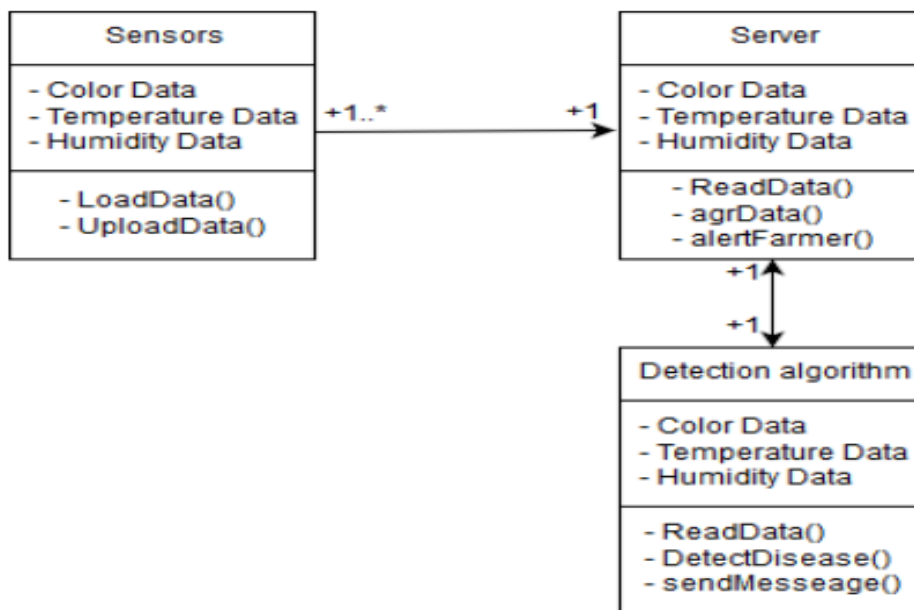 Sensors
- Color Data
- Temperature Data
- Humidity Data
- LoadData()
- UploadData()
+1..*
+1
Server
- Color Data
- Temperature Data
- Humidity Data
- ReadData()
- agrData()
- alertFarmer()
+1
+1
Detection algorithm
- Color Data
- Temperature Data
- Humidity Data
- ReadData()
- DetectDisease()
- sendMesseage()